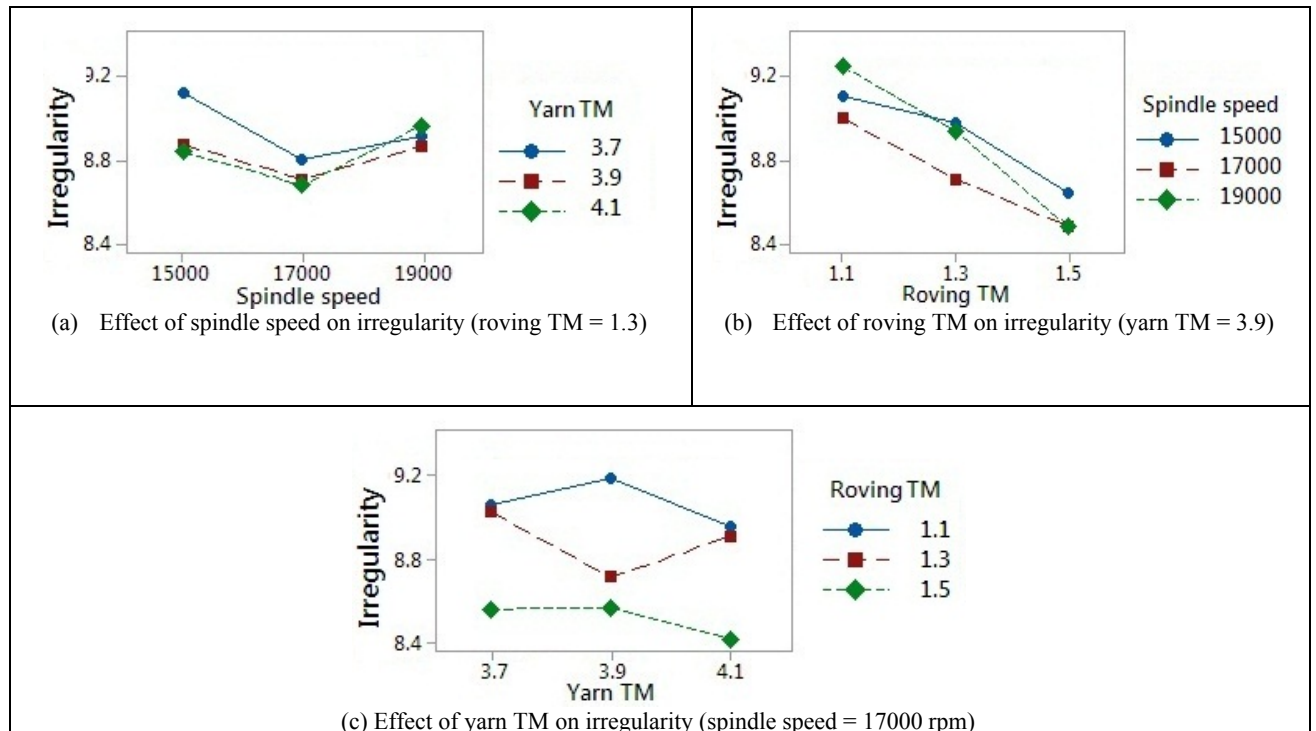 9.2
8.8
8.4
Irregularity
15000 17000 19000
Spindle speed
Yarn TM
3.7
3.9
4.1
(a) Effect of spindle speed on irregularity (roving TM = 1.3)
9.2
8.8
8.4
Irregularity
1.1 1.3 1.5
Roving TM
Spindle speed
15000
17000
19000
(b) Effect of roving TM on irregularity (yarn TM = 3.9)
9.2
8.8
8.4
Irregularity
3.7 3.9 4.1
Yarn TM
Roving TM
1.1
1.3
1.5
(c) Effect of yarn TM on irregularity (spindle speed = 17000 rpm)